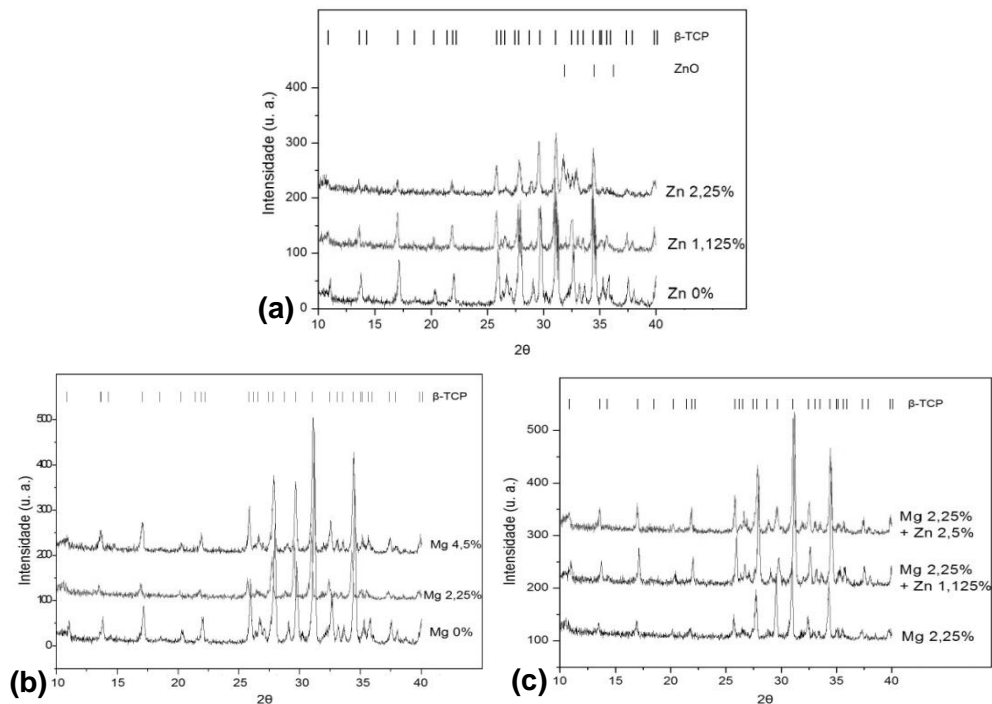 β-TCP
ZnO
Intensidade (u. a.)
400
300
200
100
0
Zn 2,25%
Zn 1,125%
Zn 0%
10 15 20 25 30 35 40
2θ
(a)
β-TCP
Intensidade (u. a.)
500
400
300
200
100
0
Mg 4,5%
Mg 2,25%
Mg 0%
10 15 20 25 30 35 40
2θ
(b)
β-TCP
Intensidade (u. a.)
500
400
300
200
100
Mg 2,25%
+ Zn 2,5%
Mg 2,25%
+ Zn 1,125%
Mg 2,25%
10 15 20 25 30 35 40
2θ
(c)